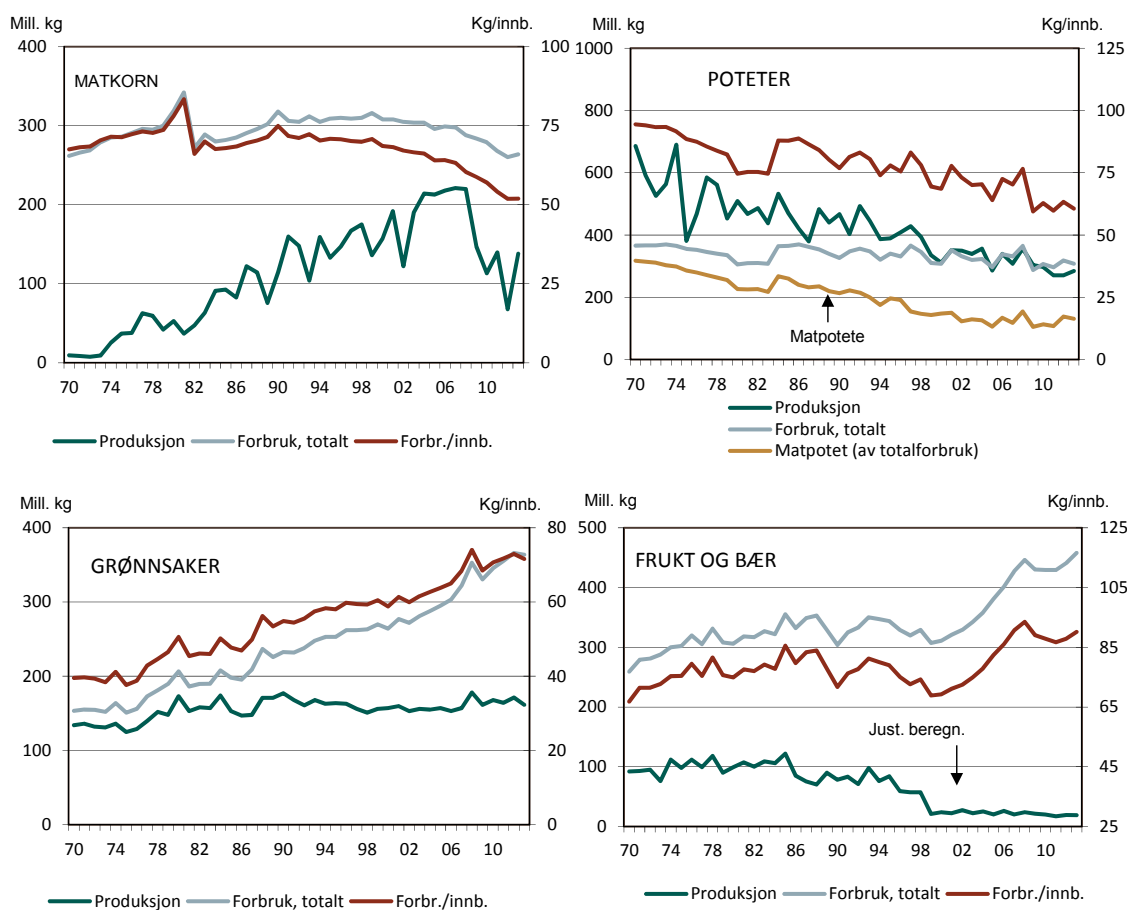 Mill. kg
Kg/innb.
MATKORN
400
300
200
100
0
100
75
50
25
0
70 74 78 82 86 90 94 98 02 06 10
Produksjon Forbruk, totalt Forbr./innb.
Mill. kg
Kg/innb.
POTETER
1000
800
600
400
200
0
125
100
75
50
25
0
Matpotete
70 74 78 82 86 90 94 98 02 06 10
Produksjon
Forbruk, totalt
Matpotet (av totalforbruk)
Mill. kg
Kg/innb.
GRØNNSAKER
400
300
200
100
0
80
60
40
20
0
70 74 78 82 86 90 94 98 02 06 10
Produksjon Forbruk, totalt Forbr./innb.
Mill. kg
Kg/innb.
FRUKT OG BÆR
500
400
300
200
100
0
125
105
85
65
45
25
Just. beregn.
70 74 78 82 86 90 94 98 02 06 10
Produksjon Forbruk, totalt Forbr./innb.